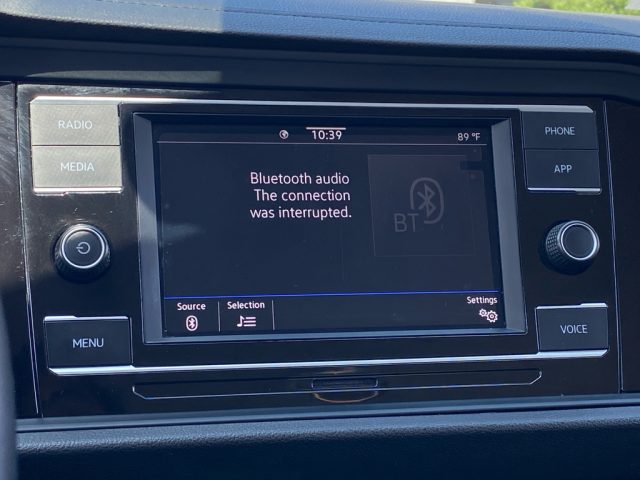 RADIO
MEDIA
MENU
10:39
89 °F
Bluetooth audio
The connection
was interrupted.
BT
Source
Selection
Settings
PHONE
APP
VOICE